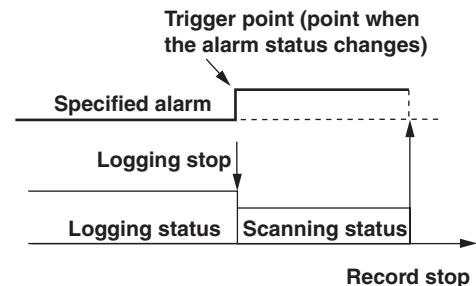 Trigger point (point when
the alarm status changes)
Specified alarm
Logging stop
Logging status
Scanning status
Record stop